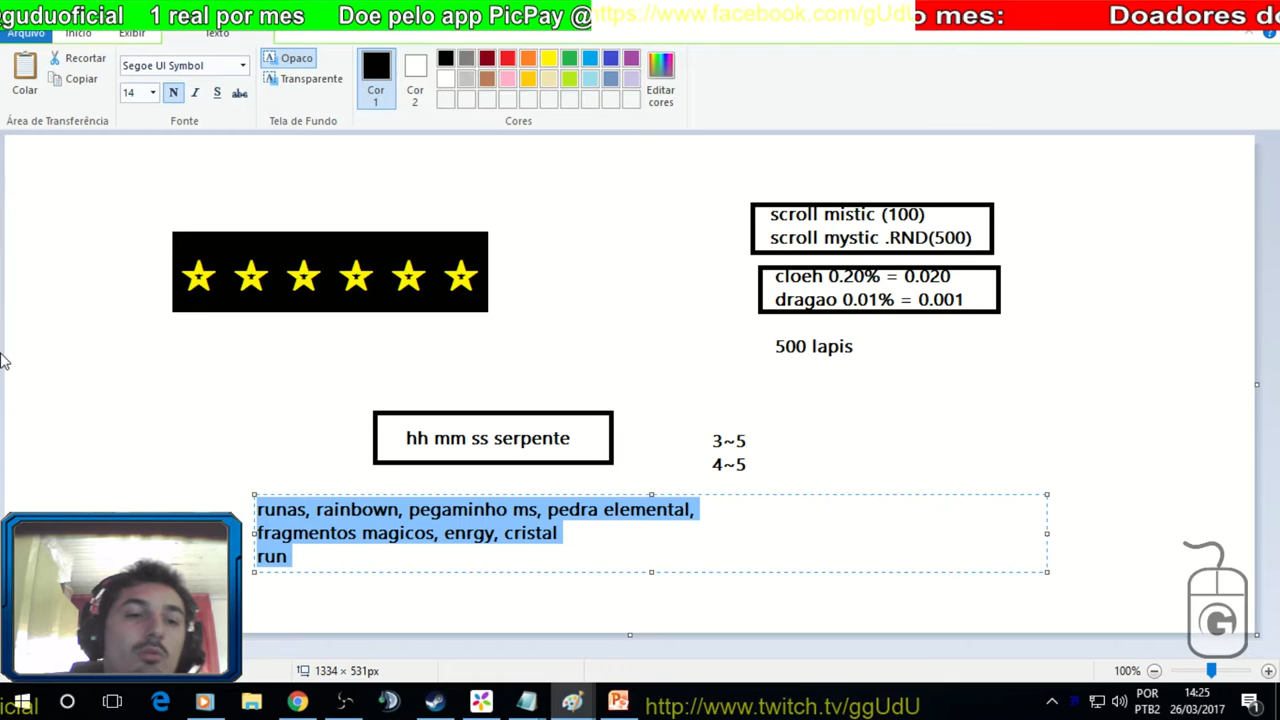 guduoficial 1 real por mes Doe pelo app PicPay @ https://www.facebook.com/gUdU o mes: Doadores do
Arquivo Início Exibir Texto
Colar
Recortar
Copiar
Área de Transferência
Segoe UI Symbol
14 N I S abc
Fonte
Opaco
Transparente
Tela de Fundo
Cor 1
Cor 2
Editar cores
Cores
scroll mistic (100)
scroll mystic .RND(500)
cloeh 0.20% = 0.020
dragao 0.01% = 0.001
500 lapis
hh mm ss serpente
3~5
4~5
runas, rainbown, pegaminho ms, pedra elemental,
fragmentos magicos, enrgy, cristal
run
G
1334 × 531px
100%
icial
http://www.twitch.tv/ggUdU
POR
PTB2
14:25
26/03/2017